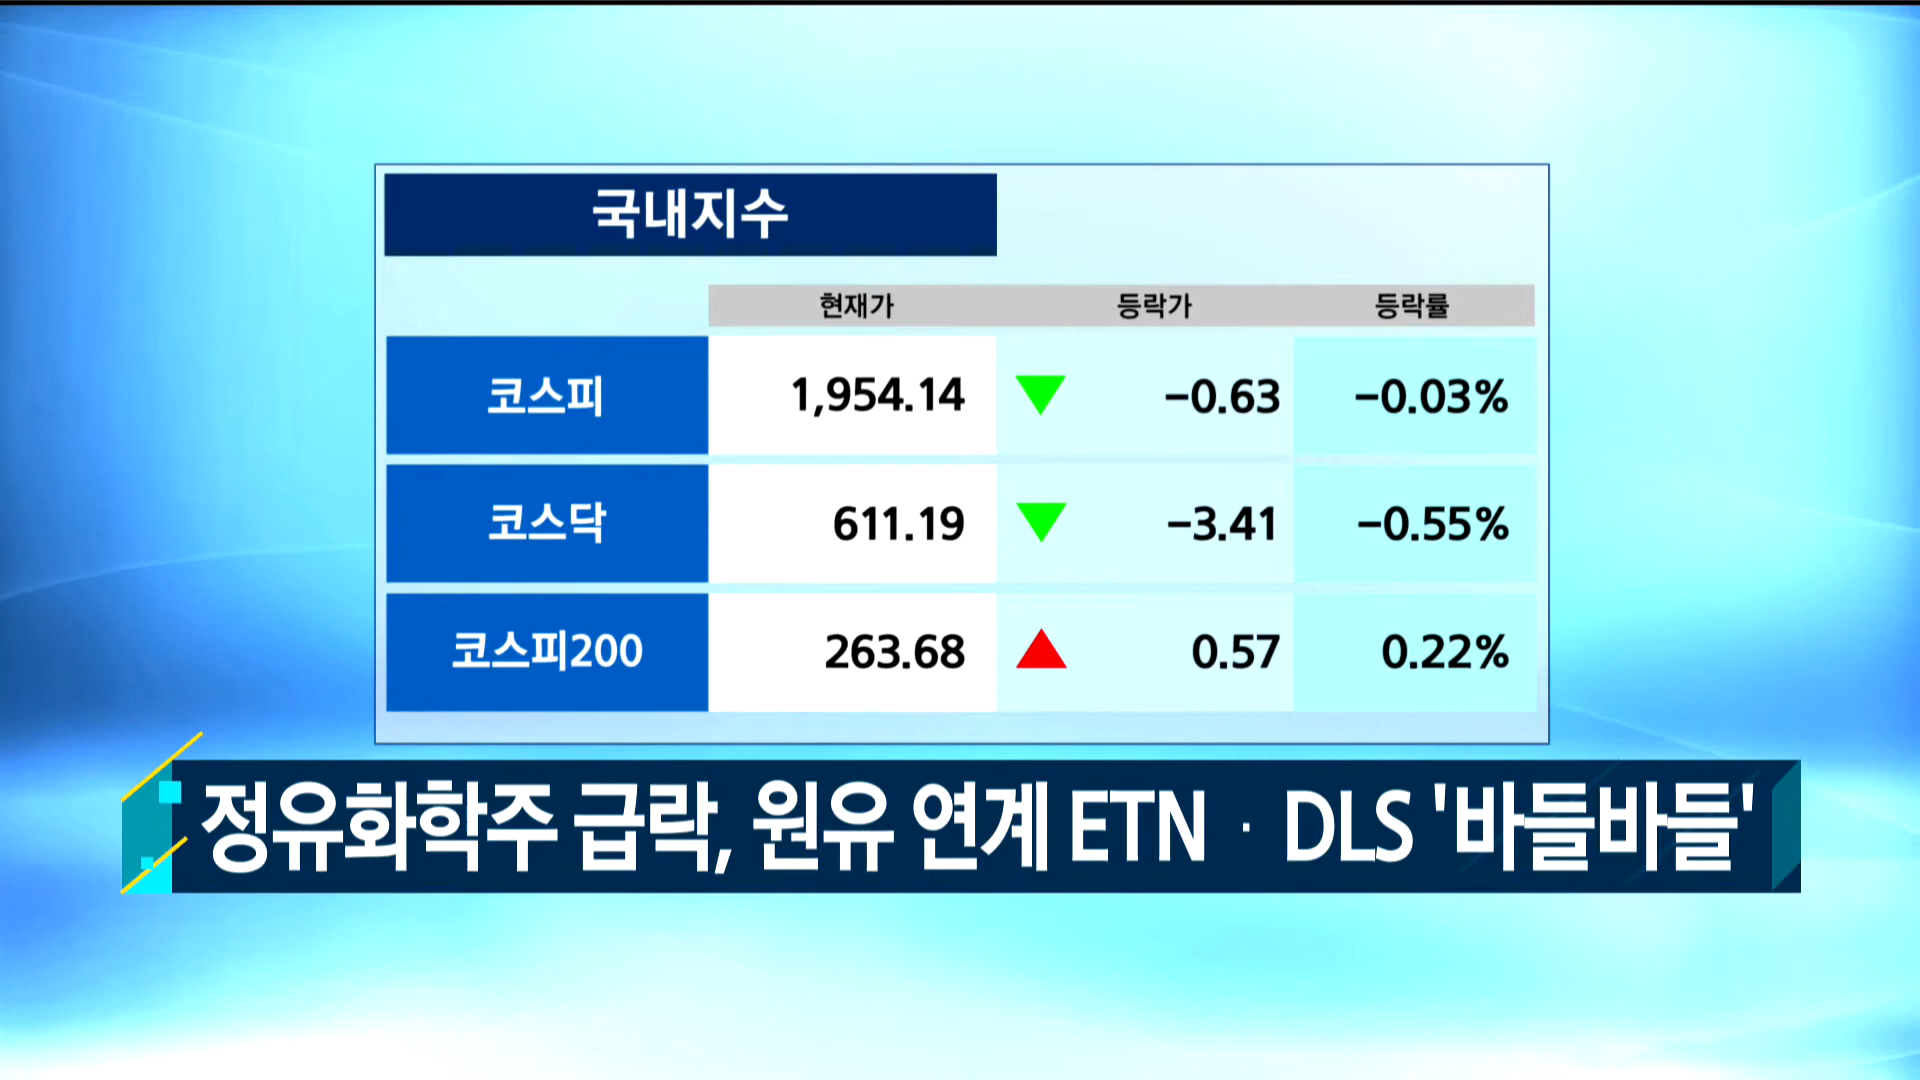 국내지수
현재가 등락가 등락률
코스피 1,954.14 ▼ -0.63 -0.03%
코스닥 611.19 ▼ -3.41 -0.55%
코스피200 263.68 ▲ 0.57 0.22%
정유화학주 급락, 원유 연계 ETN · DLS '바들바들'